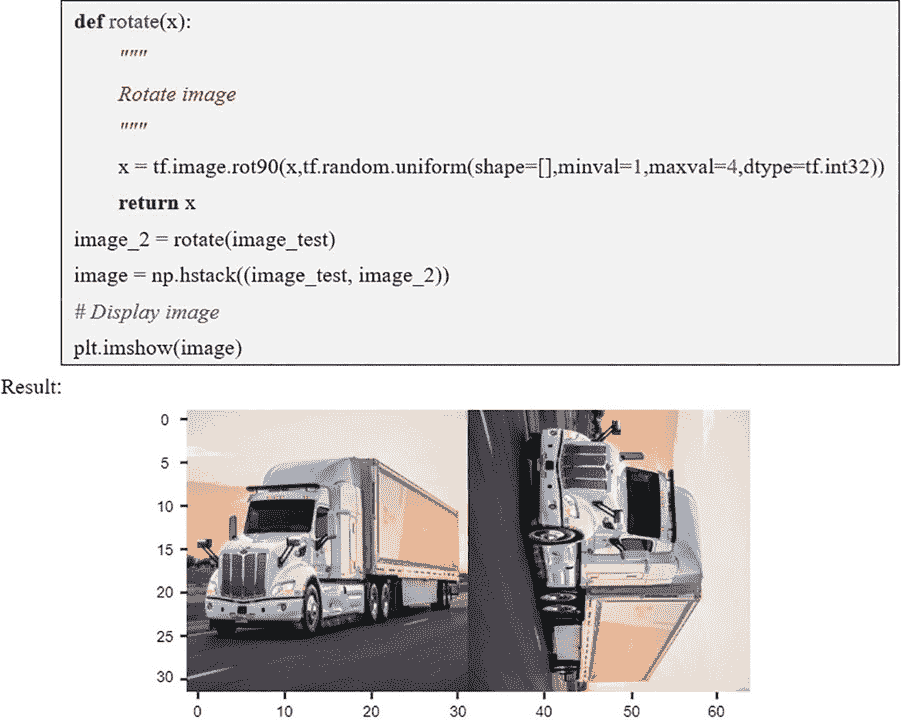 def rotate(x):
"""
Rotate image
"""
x = tf.image.rot90(x,tf.random.uniform(shape=[],minval=1,maxval=4,dtype=tf.int32))
return x
image_2 = rotate(image_test)
image = np.hstack((image_test, image_2))
# Display image
plt.imshow(image)
Result:
0
5
10
15
20
25
30
0 10 20 30 40 50 60